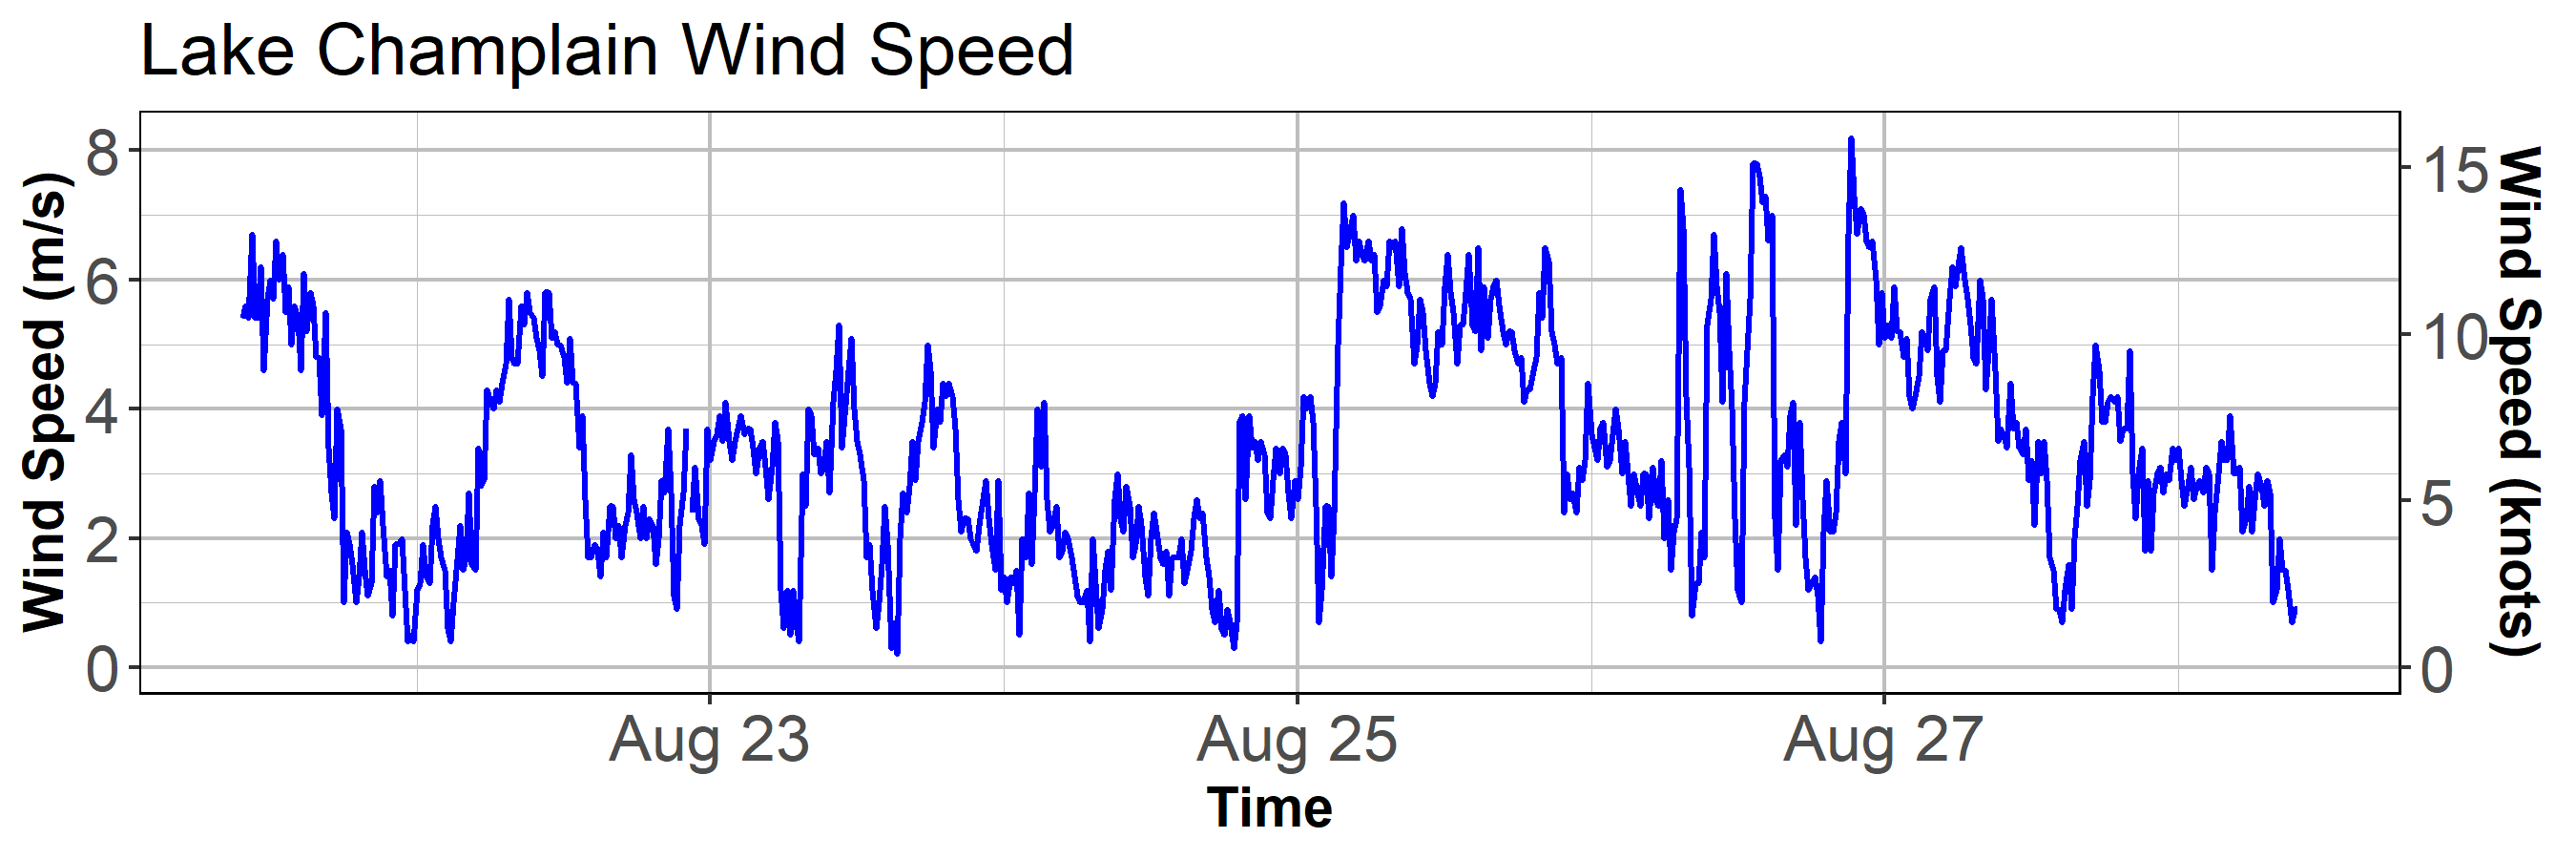 Lake Champlain Wind Speed
Wind Speed (m/s)
8
6
4
2
0
15
10
5
0
Wind Speed (knots)
Aug 23 Aug 25 Aug 27
Time